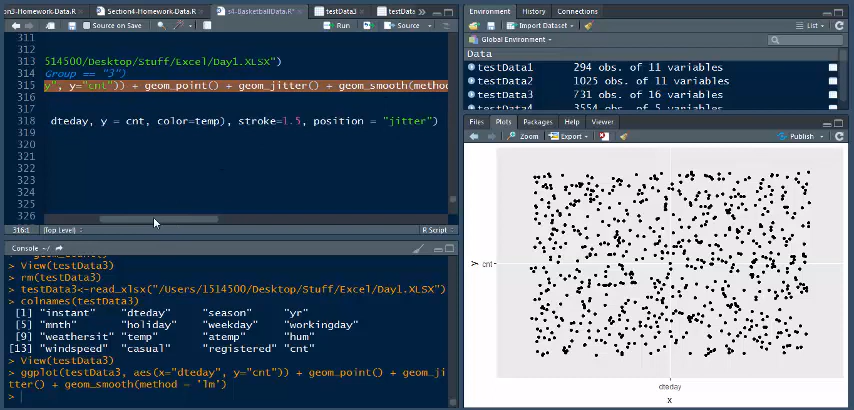 on3-Homework-Data.R × Section4-Homework-Data.R × s4-BasketballData.R* × testData3 × testData »
Source on Save Run Source
311
312
313 514500/Desktop/Stuff/Excel/Day1.XLSX")
314 Group == "3")
315 y", y="cnt")) + geom_point() + geom_jitter() + geom_smooth(method
316
317
318 dteday, y = cnt, color=temp), stroke=1.5, position = "jitter")
319
320
321
322
323
324
325
326
316:1 (Top Level) R Script
Console ~/
> View(testData3)
> rm(testData3)
> testData3<-read_xlsx("/Users/1514500/Desktop/Stuff/Excel/Day1.XLSX")
> colnames(testData3)
[1] "instant" "dteday" "season" "yr"
[5] "mnth" "holiday" "weekday" "workingday"
[9] "weathersit" "temp" "atemp" "hum"
[13] "windspeed" "casual" "registered" "cnt"
> View(testData3)
> ggplot(testData3, aes(x="dteday", y="cnt")) + geom_point() + geom_ji
tter() + geom_smooth(method = 'lm')
>
Environment History Connections
Import Dataset List
Global Environment
Data
testData1 294 obs. of 11 variables
testData2 1025 obs. of 11 variables
testData3 731 obs. of 16 variables
testData4 3554 obs. of 5 variables
Files Plots Packages Help Viewer
Zoom Export Publish
y cnt
dteday
x